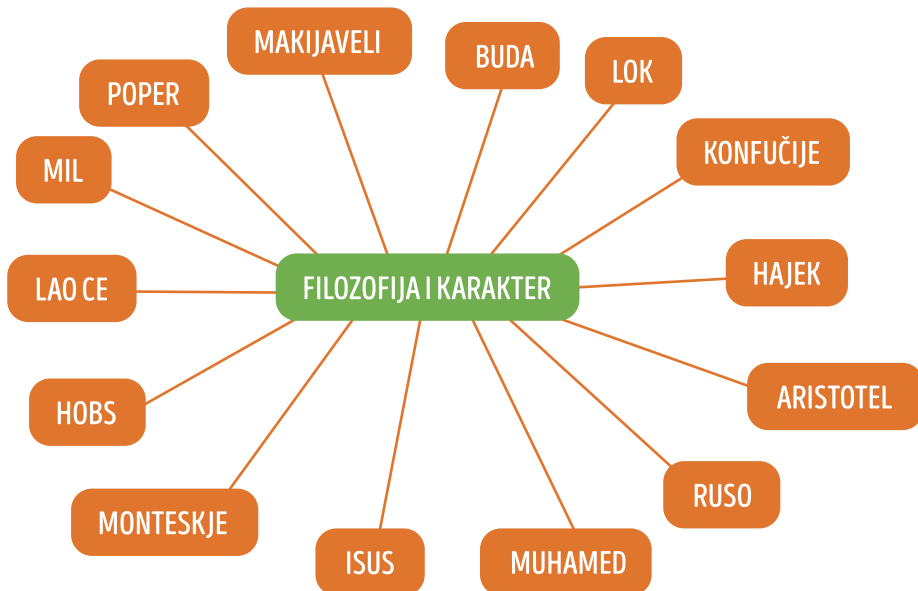 MAKIJAVELI
BUDA
LOK
POPER
KONFUČIJE
MIL
HAJEK
LAO CE
FILOZOFIJA I KARAKTER
ARISTOTEL
HOBS
RUSO
MONTESKJE
ISUS
MUHAMED